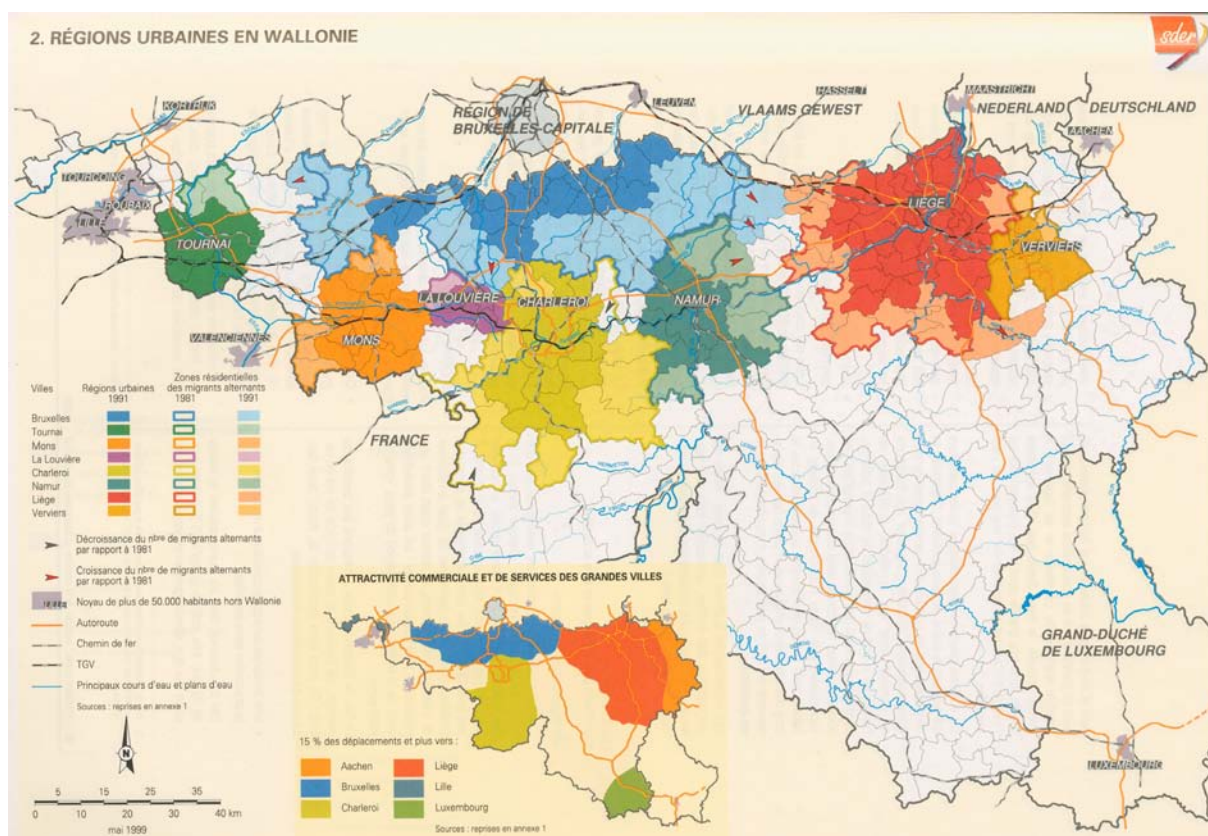 2. RÉGIONS URBAINES EN WALLONIE
sder
KORTRIJK
TOURCOING
ROUBAIX
LILLE
TOURNAI
VALENCIENNES
MONS
LA LOUVIÈRE
CHARLEROI
NAMUR
RÉGION DE
BRUXELLES-CAPITALE
LEUVEN
HASSELT
VLAAMS GEWEST
MAASTRICHT
NEDERLAND
DEUTSCHLAND
AACHEN
LIÈGE
VERVIERS
FRANCE
GRAND-DUCHÉ
DE LUXEMBOURG
LUXEMBOURG
Villes
Régions urbaines
1991
Zones résidentielles
des migrants alternants
1981
1991
Bruxelles
Tournai
Mons
La Louvière
Charleroi
Namur
Liège
Verviers
Décroissance du nbre de migrants alternants
par rapport à 1981
Croissance du nbre de migrants alternants
par rapport à 1981
LILLE
Noyau de plus de 50.000 habitants hors Wallonie
Autoroute
Chemin de fer
TGV
Principaux cours d'eau et plans d'eau
Sources : reprises en annexe 1
N
5 15 25 35
0 10 20 30 40 km
mai 1999
ATTRACTIVITÉ COMMERCIALE ET DE SERVICES DES GRANDES VILLES
15 % des déplacements et plus vers :
Aachen
Bruxelles
Charleroi
Liège
Lille
Luxembourg
Sources : reprises en annexe 1